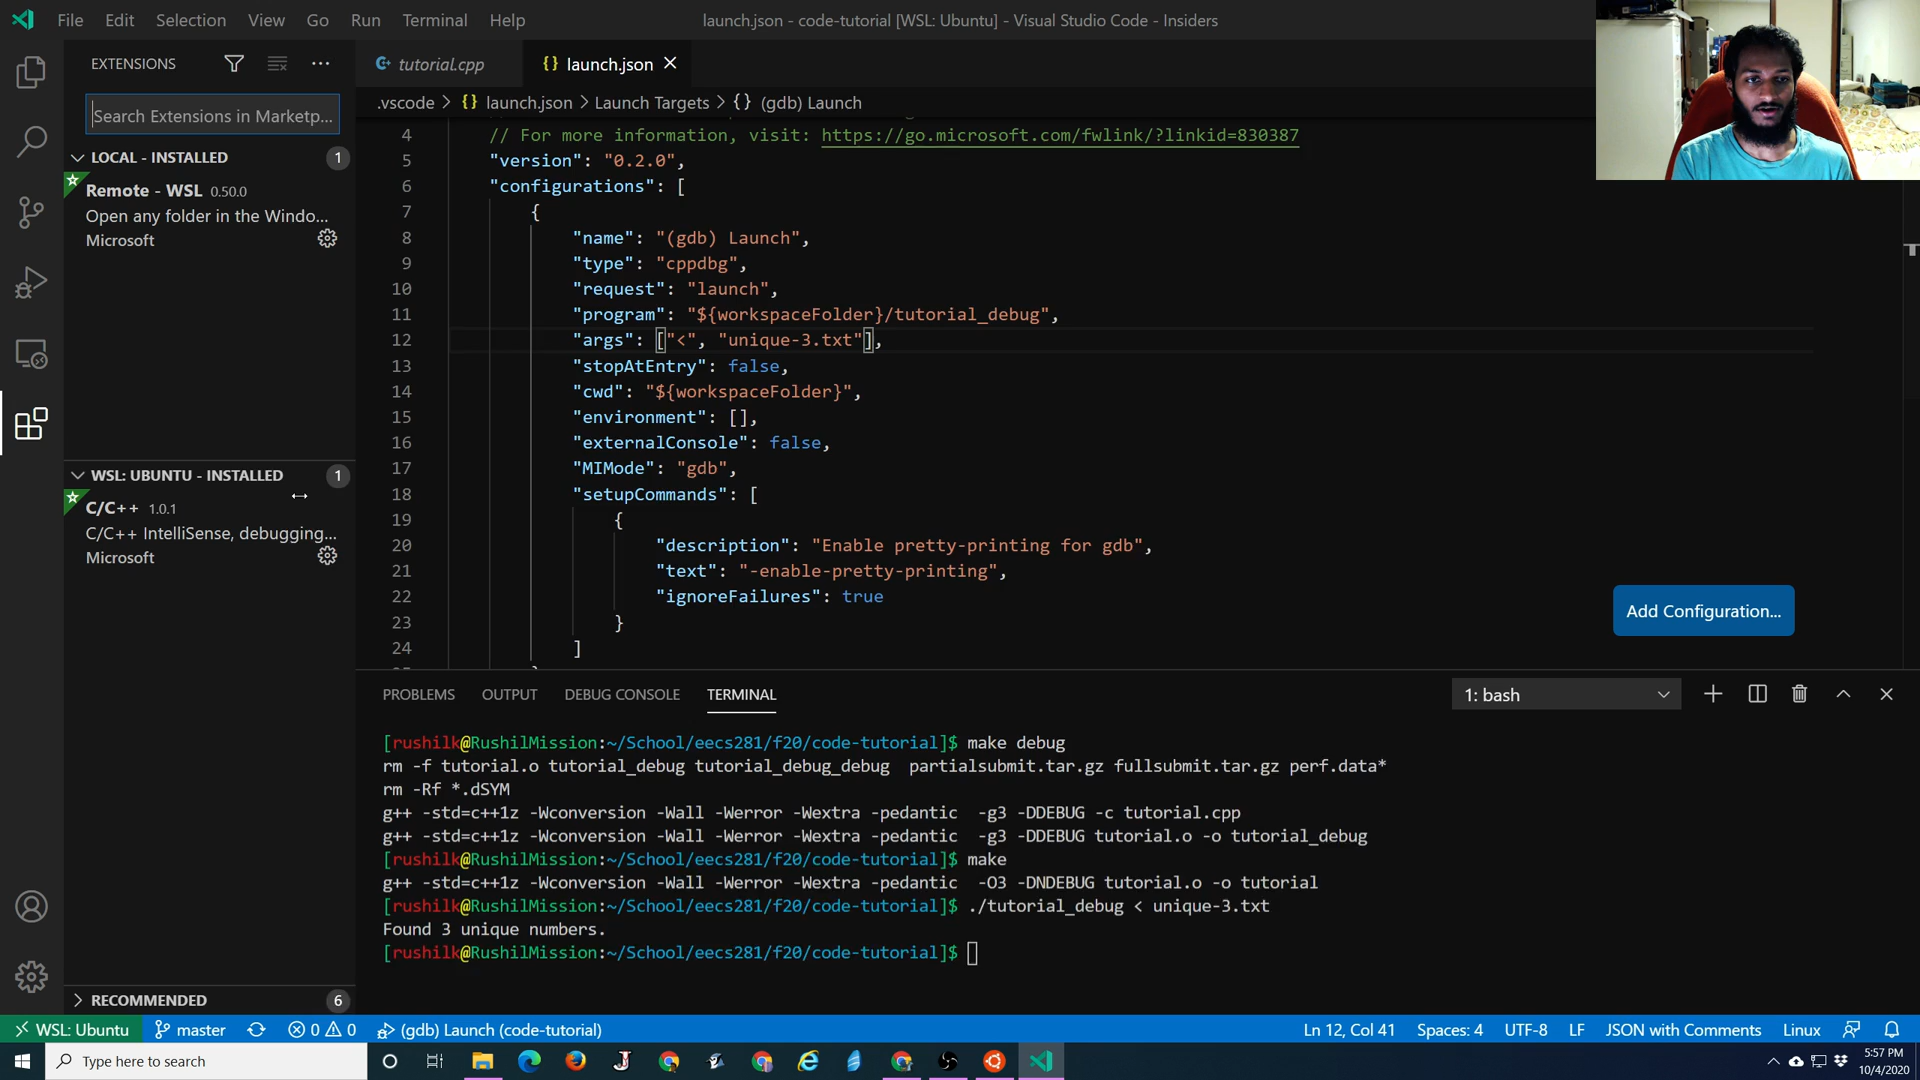 File Edit Selection View Go Run Terminal Help
launch.json - code-tutorial [WSL: Ubuntu] - Visual Studio Code - Insiders
EXTENSIONS
Search Extensions in Marketp...
LOCAL - INSTALLED 1
Remote - WSL 0.50.0
Open any folder in the Windo...
Microsoft
WSL: UBUNTU - INSTALLED 1
C/C++ 1.0.1
C/C++ IntelliSense, debugging...
Microsoft
RECOMMENDED 6
tutorial.cpp
{} launch.json
.vscode > {} launch.json > Launch Targets > {} (gdb) Launch
4 // For more information, visit: https://go.microsoft.com/fwlink/?linkid=830387
5 "version": "0.2.0",
6 "configurations": [
7 {
8 "name": "(gdb) Launch",
9 "type": "cppdbg",
10 "request": "launch",
11 "program": "${workspaceFolder}/tutorial_debug",
12 "args": ["<", "unique-3.txt"],
13 "stopAtEntry": false,
14 "cwd": "${workspaceFolder}",
15 "environment": [],
16 "externalConsole": false,
17 "MIMode": "gdb",
18 "setupCommands": [
19 {
20 "description": "Enable pretty-printing for gdb",
21 "text": "-enable-pretty-printing",
22 "ignoreFailures": true
23 }
24 ]
Add Configuration...
PROBLEMS OUTPUT DEBUG CONSOLE TERMINAL
1: bash
[rushilk@RushilMission:~/School/eecs281/f20/code-tutorial]$ make debug
rm -f tutorial.o tutorial_debug tutorial_debug_debug partialsubmit.tar.gz fullsubmit.tar.gz perf.data*
rm -Rf *.dSYM
g++ -std=c++1z -Wconversion -Wall -Werror -Wextra -pedantic -g3 -DDEBUG -c tutorial.cpp
g++ -std=c++1z -Wconversion -Wall -Werror -Wextra -pedantic -g3 -DDEBUG tutorial.o -o tutorial_debug
[rushilk@RushilMission:~/School/eecs281/f20/code-tutorial]$ make
g++ -std=c++1z -Wconversion -Wall -Werror -Wextra -pedantic -O3 -DNDEBUG tutorial.o -o tutorial
[rushilk@RushilMission:~/School/eecs281/f20/code-tutorial]$ ./tutorial_debug < unique-3.txt
Found 3 unique numbers.
[rushilk@RushilMission:~/School/eecs281/f20/code-tutorial]$
WSL: Ubuntu master 0 0 (gdb) Launch (code-tutorial) Ln 12, Col 41 Spaces: 4 UTF-8 LF JSON with Comments Linux
Type here to search
5:57 PM
10/4/2020